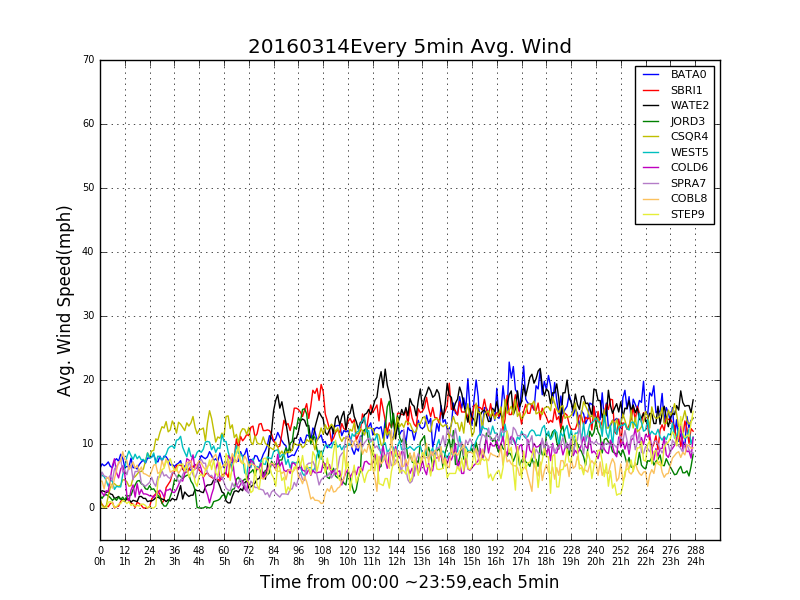 20160314Every 5min Avg. Wind
70
60
50
40
30
20
10
0
Avg. Wind Speed(mph)
BATA0
SBRI1
WATE2
JORD3
CSQR4
WEST5
COLD6
SPRA7
COBL8
STEP9
0 12 24 36 48 60 72 84 96 108 120 132 144 156 168 180 192 204 216 228 240 252 264 276 288
0h 1h 2h 3h 4h 5h 6h 7h 8h 9h 10h 11h 12h 13h 14h 15h 16h 17h 18h 19h 20h 21h 22h 23h 24h
Time from 00:00 ~23:59,each 5min